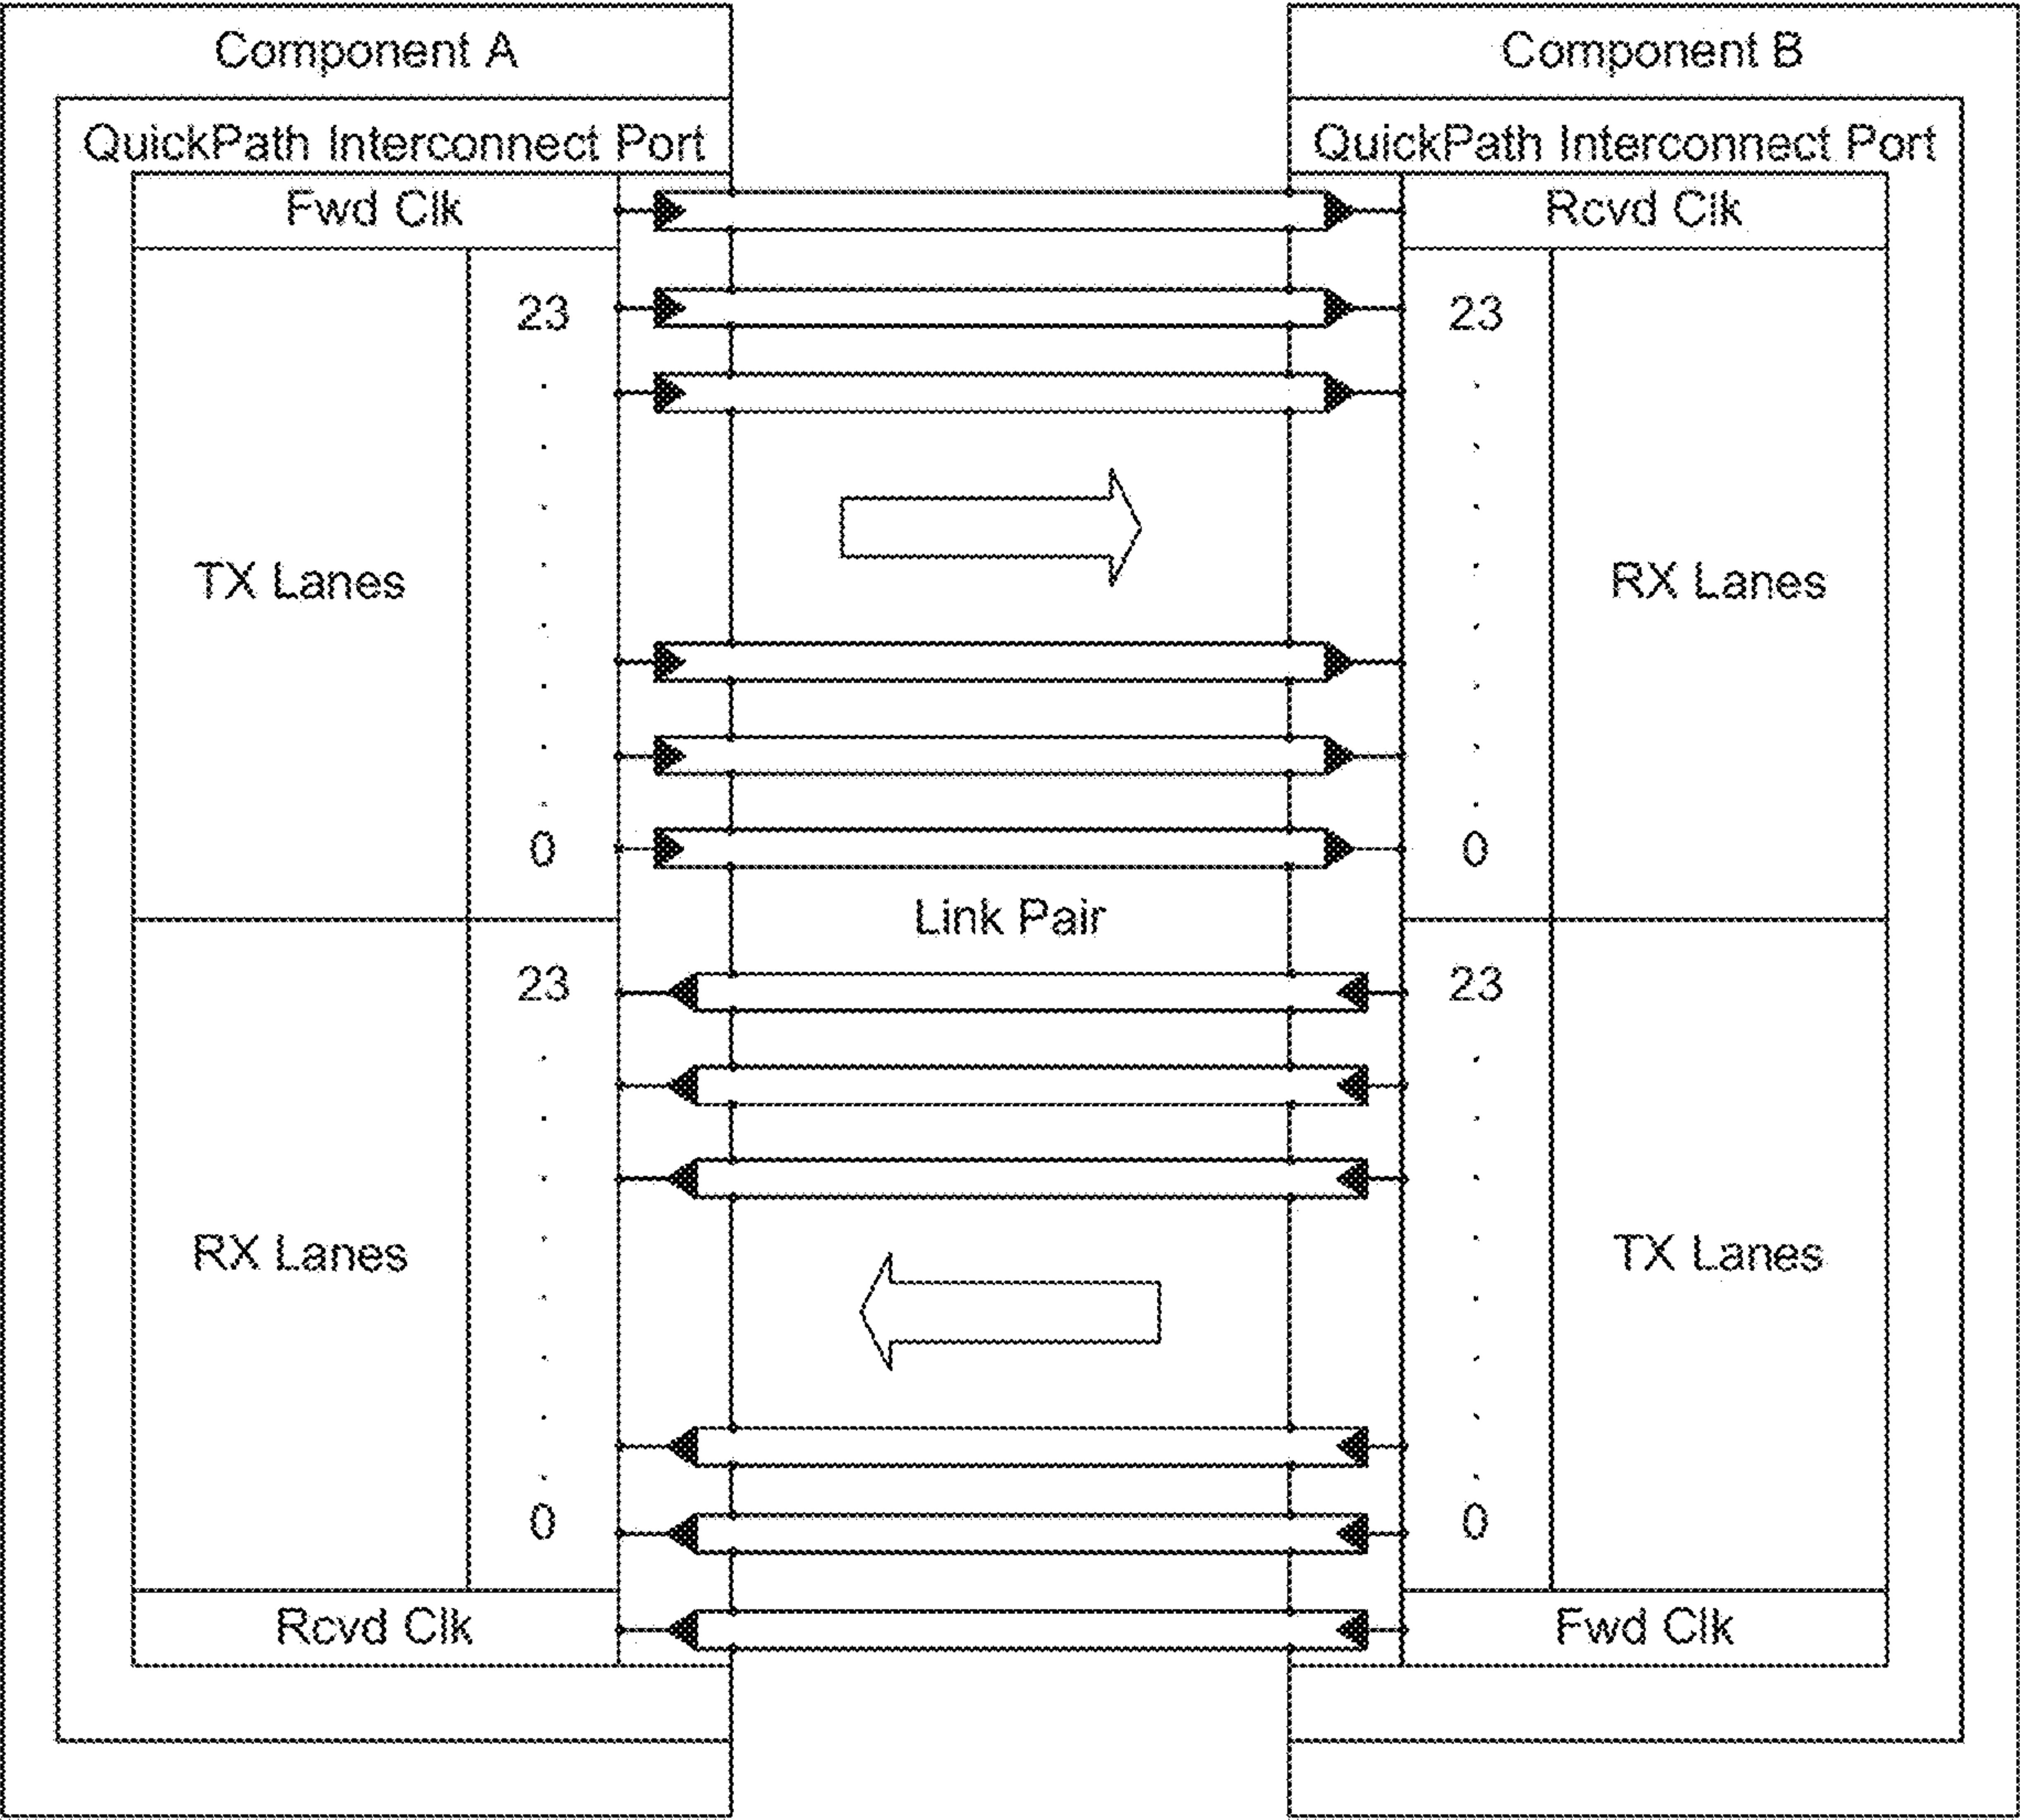 Component A
Component B
QuickPath Interconnect Port
QuickPath Interconnect Port
Fwd Clk
Rcvd Clk
23
23
TX Lanes
RX Lanes
0
0
Link Pair
23
23
RX Lanes
TX Lanes
0
0
Rcvd Clk
Fwd Clk